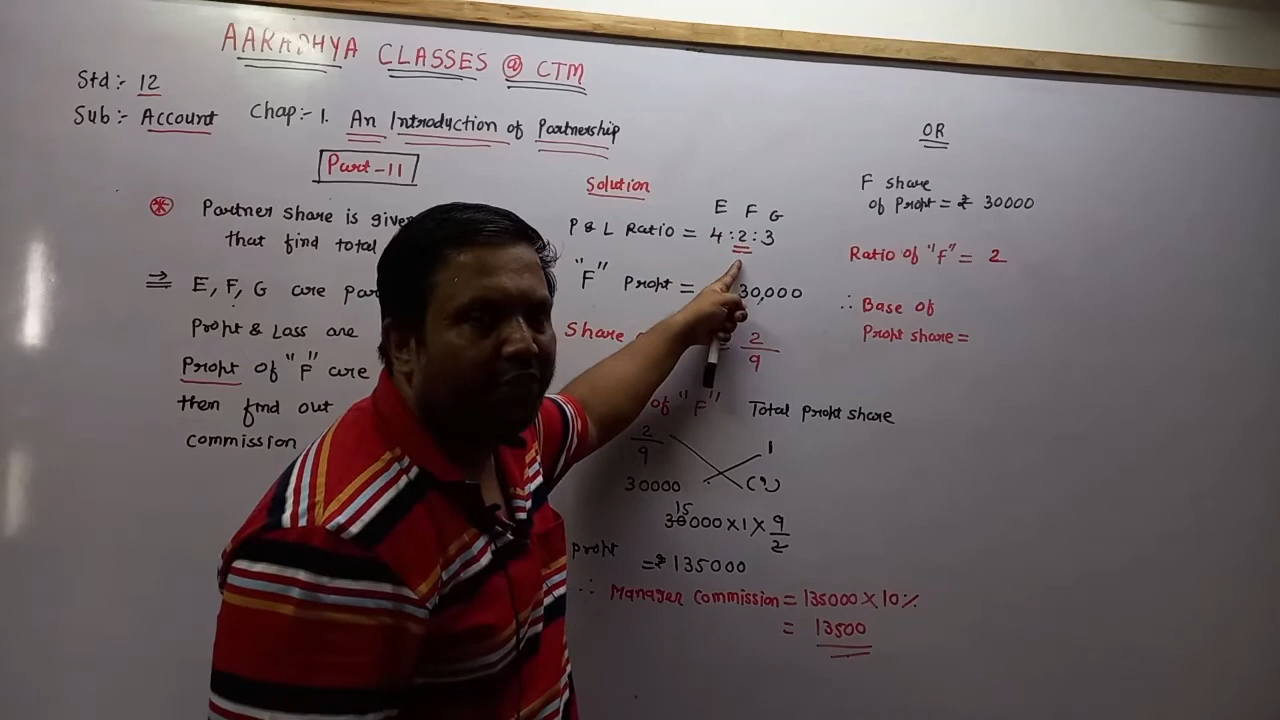 AARADHYA CLASSES @ CTM
Std :- 12
Sub :- Account
Chap :- 1. An Introduction of Partnership
Part-11
Partner share is given
that find total
⇒ E, F, G are par
Profit & Lass are
Profit of "F" are
then find out
commission
Solution
E F G
P & L Ratio = 4 : 2 : 3
"F" Profit = 30,000
Share = 2/9
of "F" Total profit share
2/9 1
30000 (?)
15
30000 × 1 × 9/2
profit = ₹ 135000
∴ Manager Commission = 135000 × 10%
= 13500
OR
F share
of Profit = ₹ 30000
Ratio of "F" = 2
∴ Base of
Profit share =